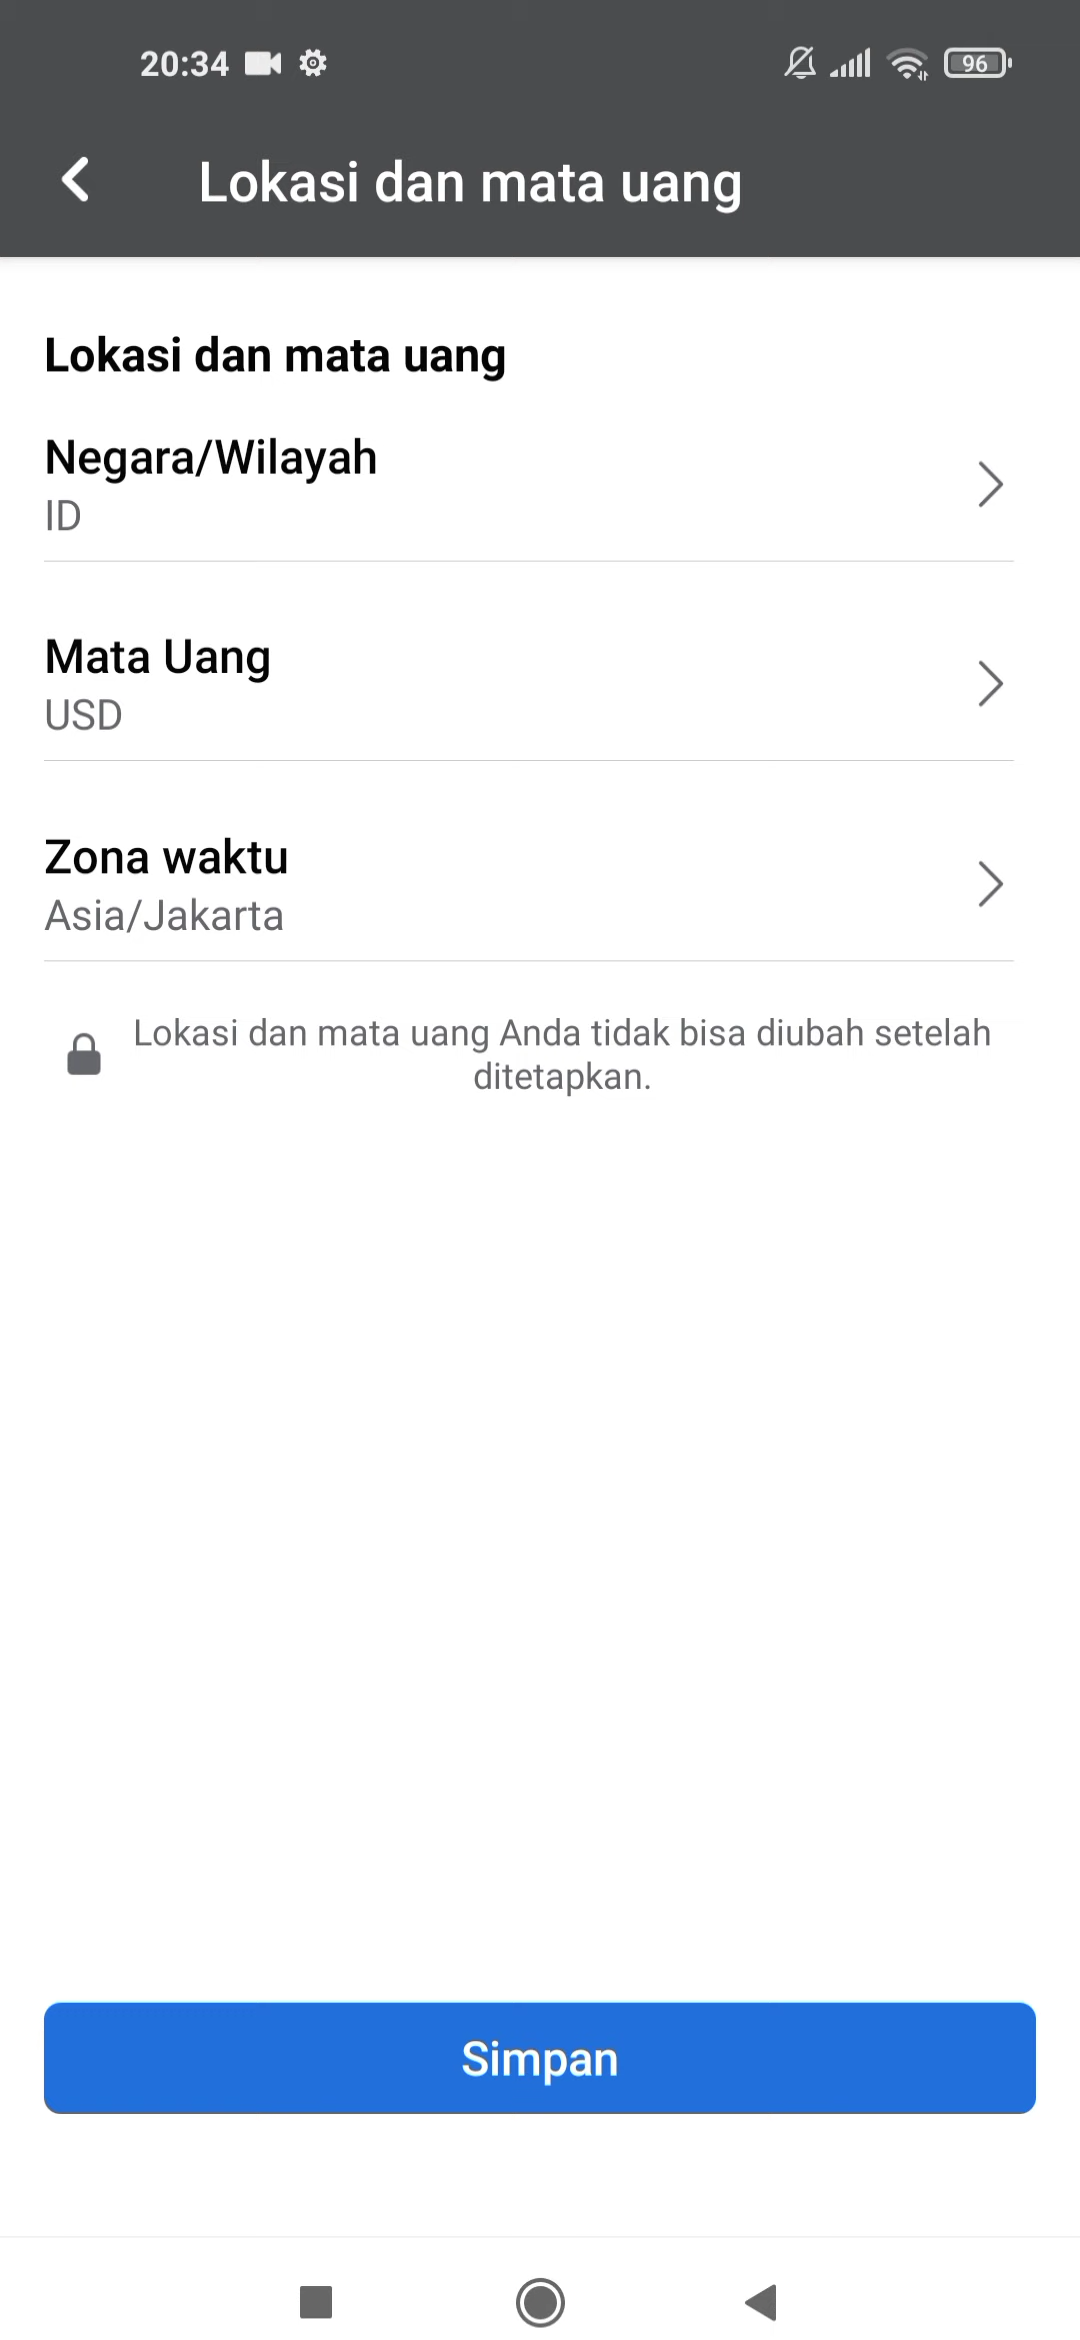 20:34
96
Lokasi dan mata uang
Lokasi dan mata uang
Negara/Wilayah
ID
Mata Uang
USD
Zona waktu
Asia/Jakarta
Lokasi dan mata uang Anda tidak bisa diubah setelah
ditetapkan.
Simpan